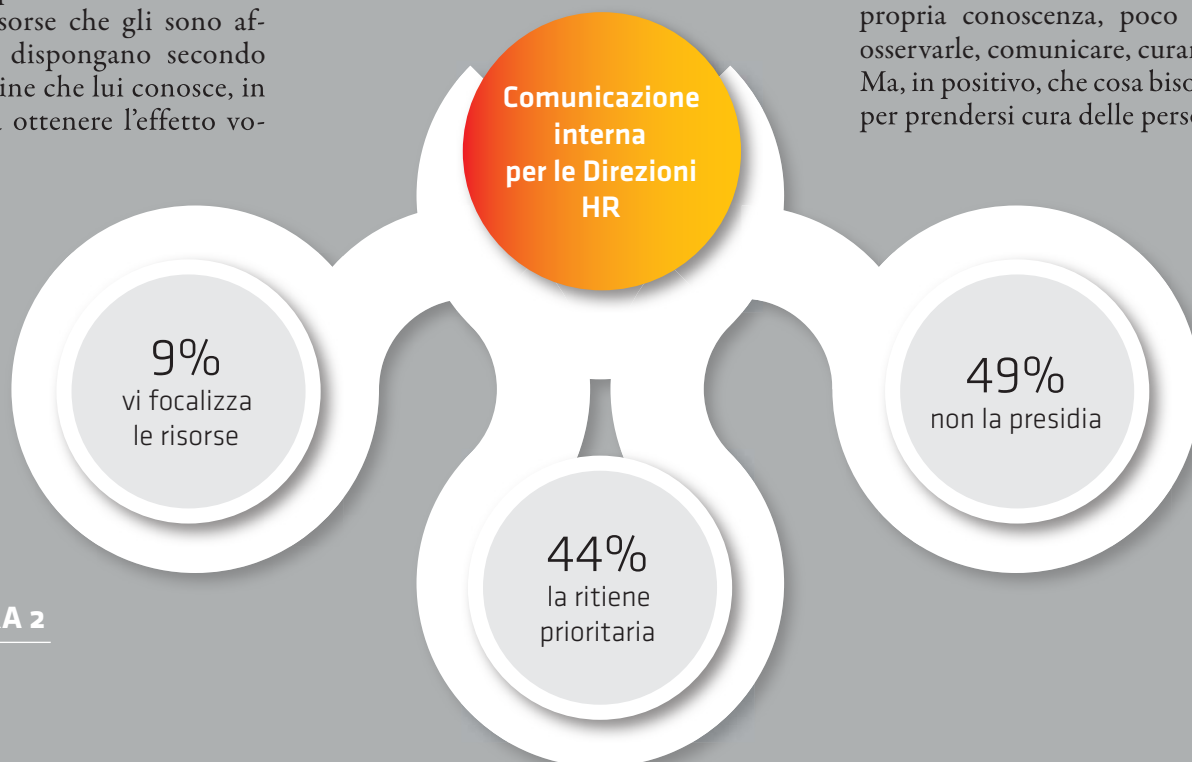 sorse che gli sono af-
dispongano secondo
ine che lui conosce, in
ottenere l’effetto vo-
propria conoscenza, poco
osservarle, comunicare, curar
Ma, in positivo, che cosa biso
per prendersi cura delle perso
Comunicazione
interna
per le Direzioni
HR
9%
vi focalizza
le risorse
49%
non la presidia
44%
la ritiene
prioritaria
A 2